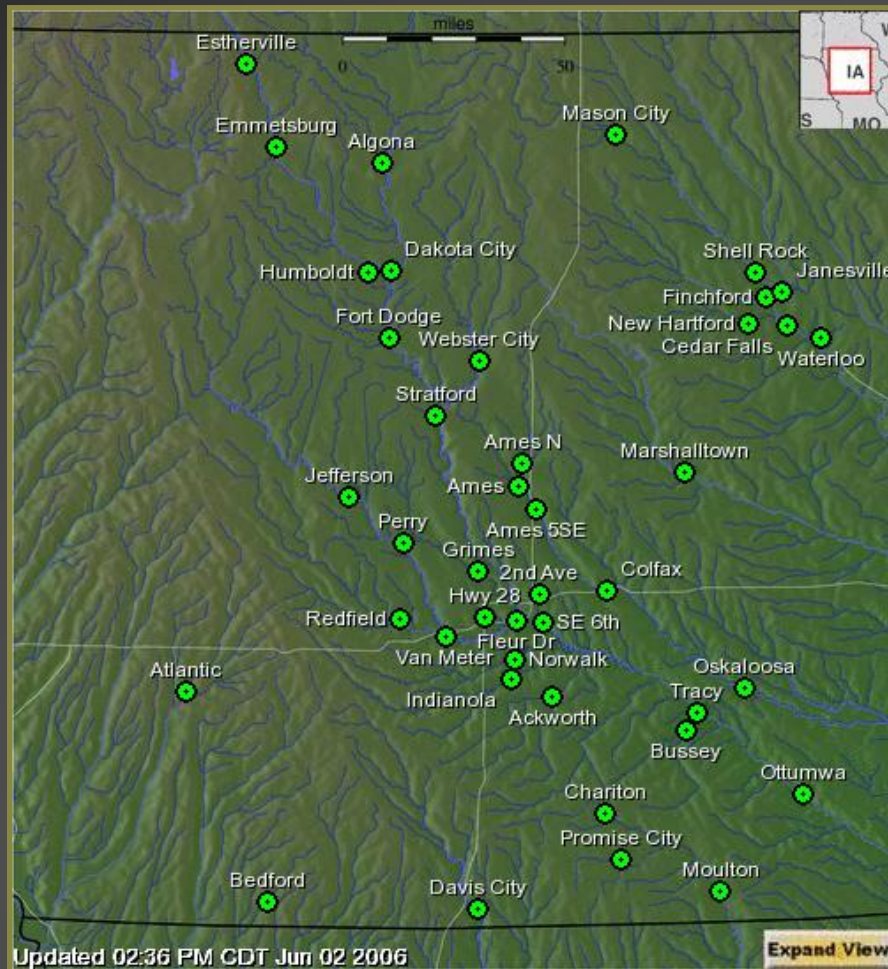 miles
0
50
IA
S
MO
Estherville
Emmetsburg
Algona
Mason City
Humboldt
Dakota City
Shell Rock
Janesville
Finchford
Fort Dodge
New Hartford
Cedar Falls
Waterloo
Webster City
Stratford
Ames N
Marshalltown
Jefferson
Ames
Perry
Ames 5SE
Grimes
2nd Ave
Colfax
Hwy 28
Redfield
SE 6th
Fleur Dr
Van Meter
Norwalk
Atlantic
Oskaloosa
Indianola
Tracy
Ackworth
Bussey
Ottumwa
Chariton
Promise City
Bedford
Davis City
Moulton
Updated 02:36 PM CDT Jun 02 2006
Expand View